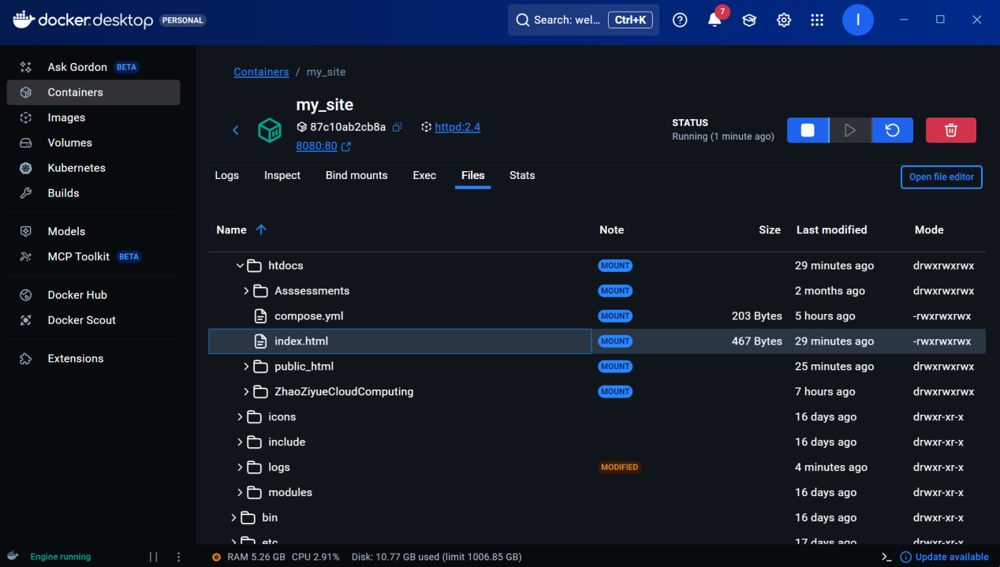 docker.desktop PERSONAL Search: wel... Ctrl+K 7 I
Ask Gordon BETA
Containers
Images
Volumes
Kubernetes
Builds
Models
MCP Toolkit BETA
Docker Hub
Docker Scout
Extensions
Containers / my_site
my_site
87c10ab2cb8a httpd:2.4
8080:80
STATUS
Running (1 minute ago)
Logs Inspect Bind mounts Exec Files Stats Open file editor
Name Note Size Last modified Mode
htdocs MOUNT 29 minutes ago drwxrwxrwx
Asssessments MOUNT 2 months ago drwxrwxrwx
compose.yml MOUNT 203 Bytes 5 hours ago -rwxrwxrwx
index.html MOUNT 467 Bytes 29 minutes ago -rwxrwxrwx
public_html MOUNT 25 minutes ago drwxrwxrwx
ZhaoZiyueCloudComputing MOUNT 7 hours ago drwxrwxrwx
icons 16 days ago drwxr-xr-x
include 16 days ago drwxr-xr-x
logs MODIFIED 4 minutes ago drwxr-xr-x
modules 16 days ago drwxr-xr-x
bin 16 days ago drwxr-xr-x
etc 17 days ago drwxr-xr-x
Engine running RAM 5.26 GB CPU 2.91% Disk: 10.77 GB used (limit 1006.85 GB) Update available